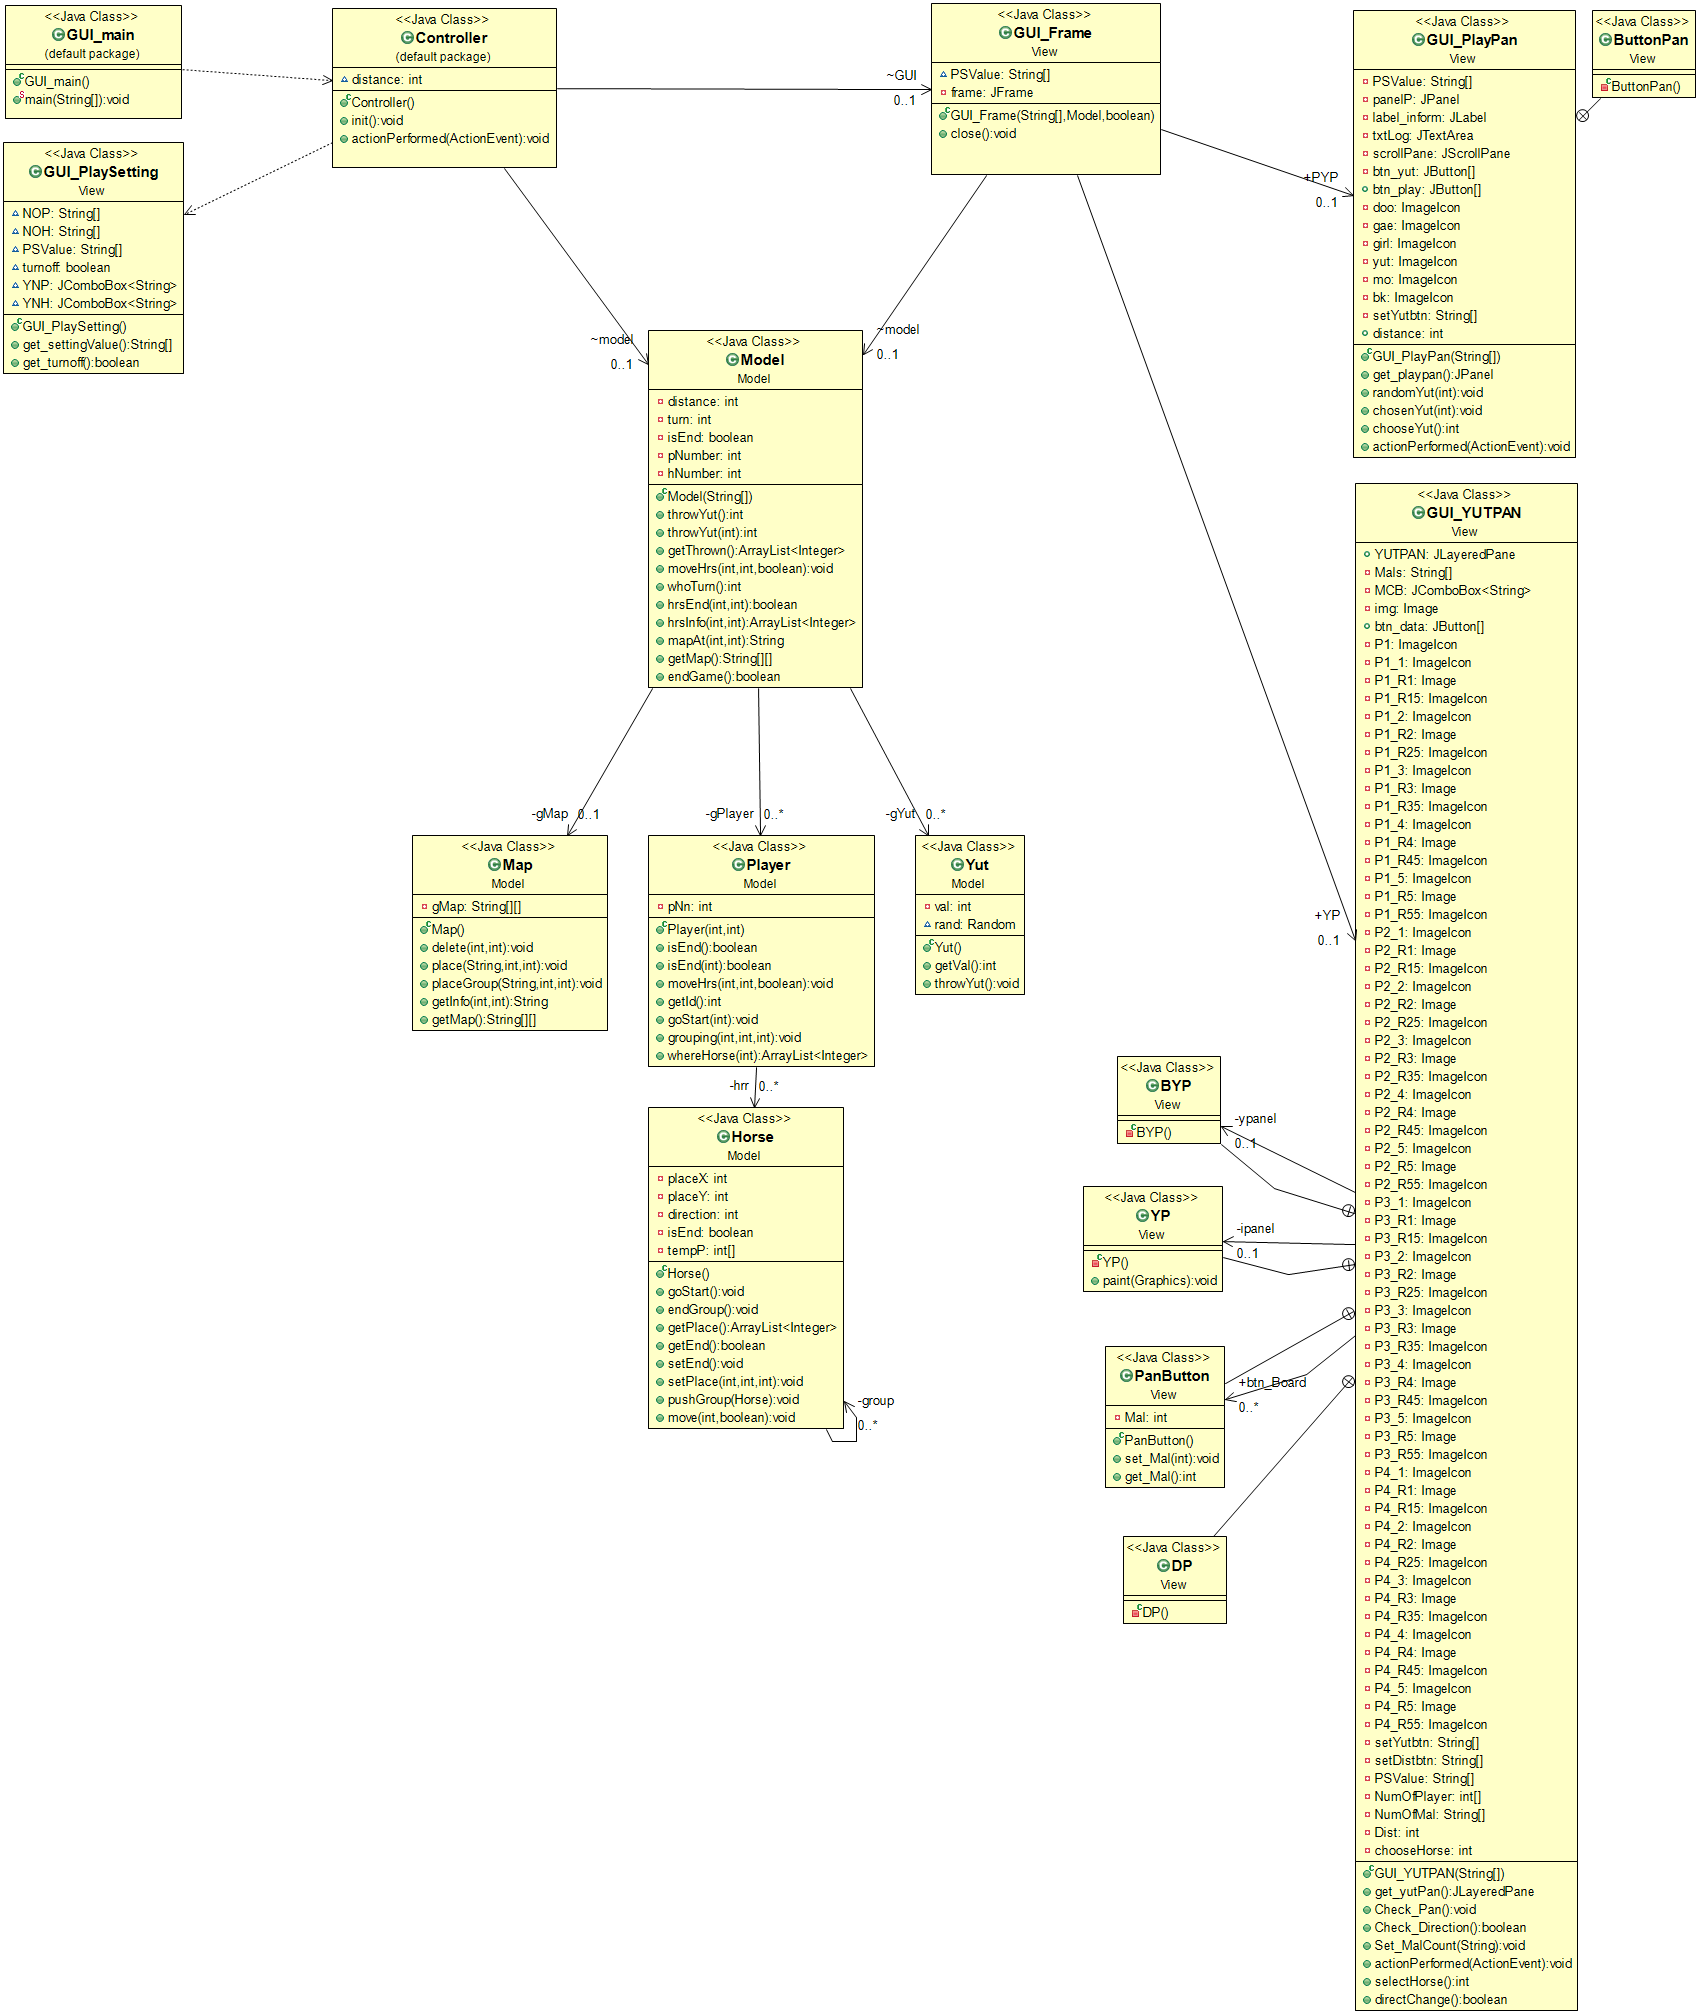 <<Java Class>>
GUI_main
(default package)
GUI_main()
main(String[]):void
<<Java Class>>
Controller
(default package)
distance: int
Controller()
init():void
actionPerformed(ActionEvent):void
~GUI
0..1
<<Java Class>>
GUI_Frame
View
PSValue: String[]
frame: JFrame
GUI_Frame(String[],Model,boolean)
close():void
+PYP
0..1
<<Java Class>>
GUI_PlayPan
View
PSValue: String[]
panelP: JPanel
label_inform: JLabel
txtLog: JTextArea
scrollPane: JScrollPane
btn_yut: JButton[]
btn_play: JButton[]
doo: ImageIcon
gae: ImageIcon
girl: ImageIcon
yut: ImageIcon
mo: ImageIcon
bk: ImageIcon
setYutbtn: String[]
distance: int
GUI_PlayPan(String[])
get_playpan():JPanel
randomYut(int):void
chosenYut(int):void
chooseYut():int
actionPerformed(ActionEvent):void
<<Java Class>>
ButtonPan
View
ButtonPan()
<<Java Class>>
GUI_PlaySetting
View
NOP: String[]
NOH: String[]
PSValue: String[]
turnoff: boolean
YNP: JComboBox<String>
YNH: JComboBox<String>
GUI_PlaySetting()
get_settingValue():String[]
get_turnoff():boolean
~model
0..1
~model
0..1
<<Java Class>>
Model
Model
distance: int
turn: int
isEnd: boolean
pNumber: int
hNumber: int
Model(String[])
throwYut():int
throwYut(int):int
getThrown():ArrayList<Integer>
moveHrs(int,int,boolean):void
whoTurn():int
hrsEnd(int,int):boolean
hrsInfo(int,int):ArrayList<Integer>
mapAt(int,int):String
getMap():String[][]
endGame():boolean
-gMap 0..1
-gPlayer 0..*
-gYut 0..*
<<Java Class>>
Map
Model
gMap: String[][]
Map()
delete(int,int):void
place(String,int,int):void
placeGroup(String,int,int):void
getInfo(int,int):String
getMap():String[][]
<<Java Class>>
Player
Model
pNn: int
Player(int,int)
isEnd():boolean
isEnd(int):boolean
moveHrs(int,int,boolean):void
getId():int
goStart(int):void
grouping(int,int,int):void
whereHorse(int):ArrayList<Integer>
<<Java Class>>
Yut
Model
val: int
rand: Random
Yut()
getVal():int
throwYut():void
-hrr 0..*
<<Java Class>>
Horse
Model
placeX: int
placeY: int
direction: int
isEnd: boolean
tempP: int[]
Horse()
goStart():void
endGroup():void
getPlace():ArrayList<Integer>
getEnd():boolean
setEnd():void
setPlace(int,int,int):void
pushGroup(Horse):void
move(int,boolean):void
-group
0..*
+YP
0..1
<<Java Class>>
BYP
View
BYP()
-ypanel
0..1
<<Java Class>>
YP
View
YP()
paint(Graphics):void
-ipanel
0..1
<<Java Class>>
PanButton
View
Mal: int
PanButton()
set_Mal(int):void
get_Mal():int
+btn_Board
0..*
<<Java Class>>
DP
View
DP()
<<Java Class>>
GUI_YUTPAN
View
YUTPAN: JLayeredPane
Mals: String[]
MCB: JComboBox<String>
img: Image
btn_data: JButton[]
P1: ImageIcon
P1_1: ImageIcon
P1_R1: Image
P1_R15: ImageIcon
P1_2: ImageIcon
P1_R2: Image
P1_R25: ImageIcon
P1_3: ImageIcon
P1_R3: Image
P1_R35: ImageIcon
P1_4: ImageIcon
P1_R4: Image
P1_R45: ImageIcon
P1_5: ImageIcon
P1_R5: Image
P1_R55: ImageIcon
P2_1: ImageIcon
P2_R1: Image
P2_R15: ImageIcon
P2_2: ImageIcon
P2_R2: Image
P2_R25: ImageIcon
P2_3: ImageIcon
P2_R3: Image
P2_R35: ImageIcon
P2_4: ImageIcon
P2_R4: Image
P2_R45: ImageIcon
P2_5: ImageIcon
P2_R5: Image
P2_R55: ImageIcon
P3_1: ImageIcon
P3_R1: Image
P3_R15: ImageIcon
P3_2: ImageIcon
P3_R2: Image
P3_R25: ImageIcon
P3_3: ImageIcon
P3_R3: Image
P3_R35: ImageIcon
P3_4: ImageIcon
P3_R4: Image
P3_R45: ImageIcon
P3_5: ImageIcon
P3_R5: Image
P3_R55: ImageIcon
P4_1: ImageIcon
P4_R1: Image
P4_R15: ImageIcon
P4_2: ImageIcon
P4_R2: Image
P4_R25: ImageIcon
P4_3: ImageIcon
P4_R3: Image
P4_R35: ImageIcon
P4_4: ImageIcon
P4_R4: Image
P4_R45: ImageIcon
P4_5: ImageIcon
P4_R5: Image
P4_R55: ImageIcon
setYutbtn: String[]
setDistbtn: String[]
PSValue: String[]
NumOfPlayer: int[]
NumOfMal: String[]
Dist: int
chooseHorse: int
GUI_YUTPAN(String[])
get_yutPan():JLayeredPane
Check_Pan():void
Check_Direction():boolean
Set_MalCount(String):void
actionPerformed(ActionEvent):void
selectHorse():int
directChange():boolean